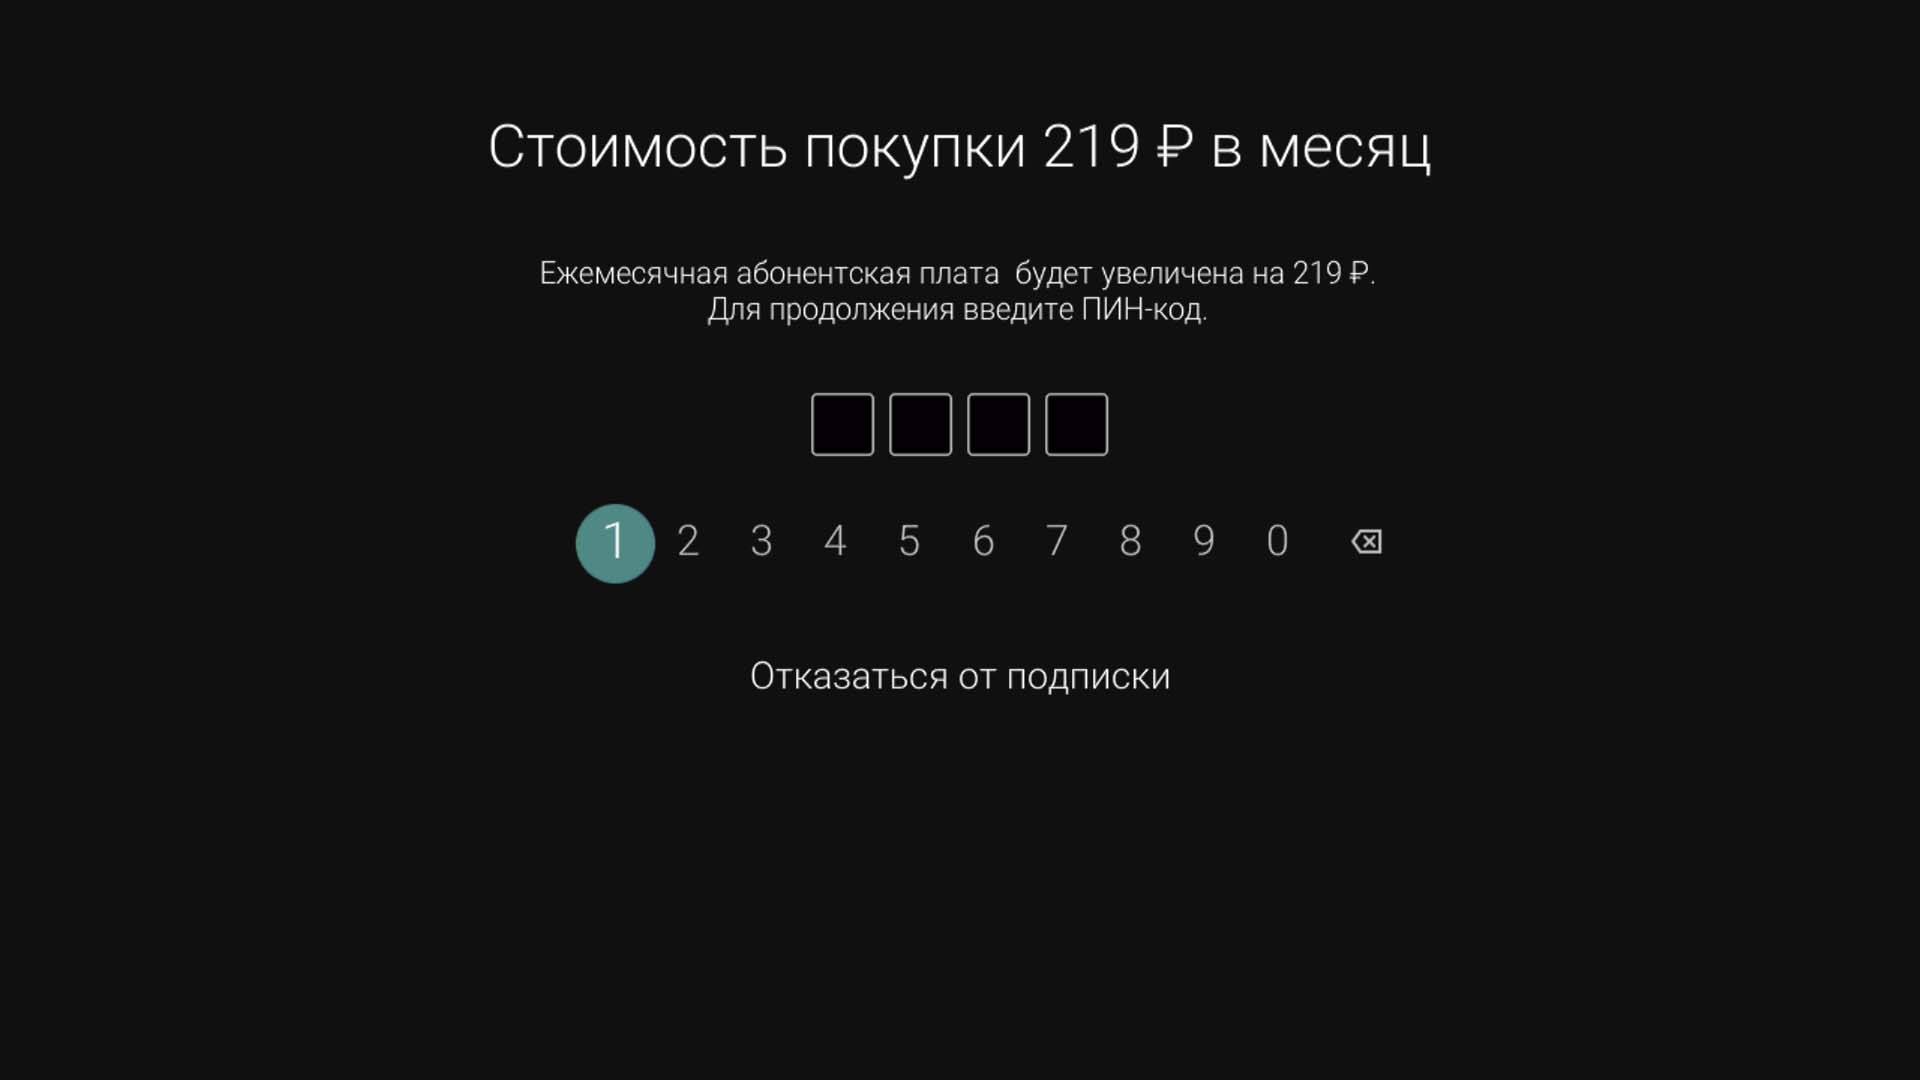 Стоимость покупки 219 ₽ в месяц
Ежемесячная абонентская плата  будет увеличена на 219 ₽.
Для продолжения введите ПИН-код.
1 2 3 4 5 6 7 8 9 0
Отказаться от подписки